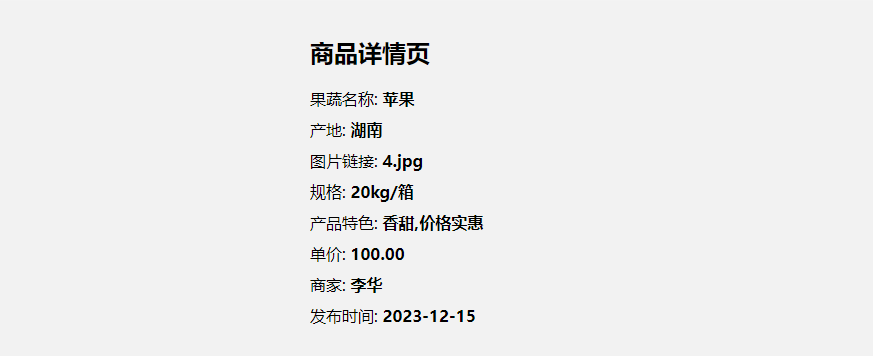 商品详情页
果蔬名称: 苹果
产地: 湖南
图片链接: 4.jpg
规格: 20kg/箱
产品特色: 香甜,价格实惠
单价: 100.00
商家: 李华
发布时间: 2023-12-15